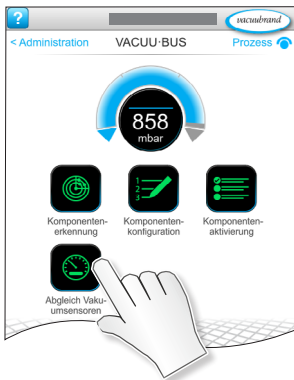 ?
vacuubrand
< Administration VACUU·BUS Prozess
858
mbar
1
2
3
Komponenten-
erkennung
Komponenten-
konfiguration
Komponenten-
aktivierung
Abgleich Vaku-
umsensoren